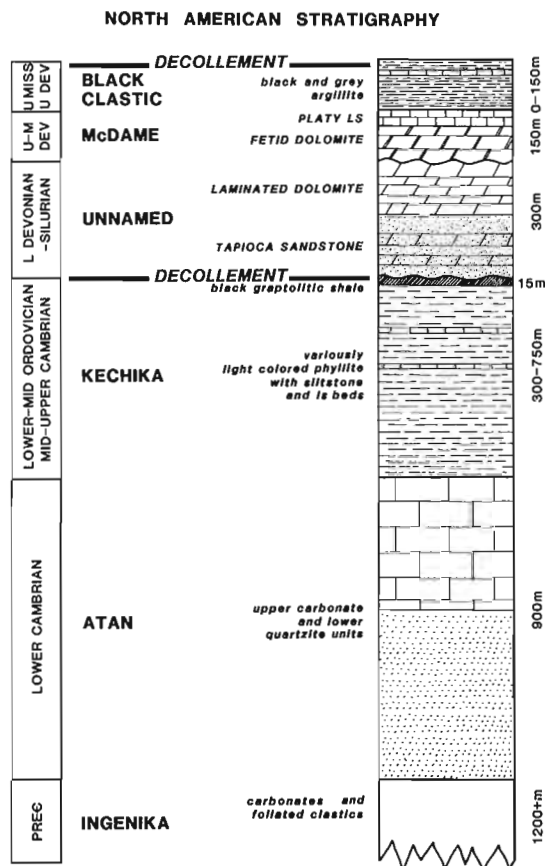 NORTH AMERICAN STRATIGRAPHY
DECOLLEMENT
U MISS
U DEV
BLACK
CLASTIC
black and grey
argillite
0-150m
U-M
DEV
McDAME
PLATY LS
FETID DOLOMITE
150m
L DEVONIAN
-SILURIAN
UNNAMED
LAMINATED DOLOMITE
TAPIOCA SANDSTONE
300m
DECOLLEMENT
black graptolitic shale
15m
LOWER-MID ORDOVICIAN
MID-UPPER CAMBRIAN
KECHIKA
variously
light colored phyllite
with siltstone
and ls beds
300-750m
LOWER CAMBRIAN
ATAN
upper carbonate
and lower
quartzite units
900m
PREC
INGENIKA
carbonates and
foliated clastics
1200+m